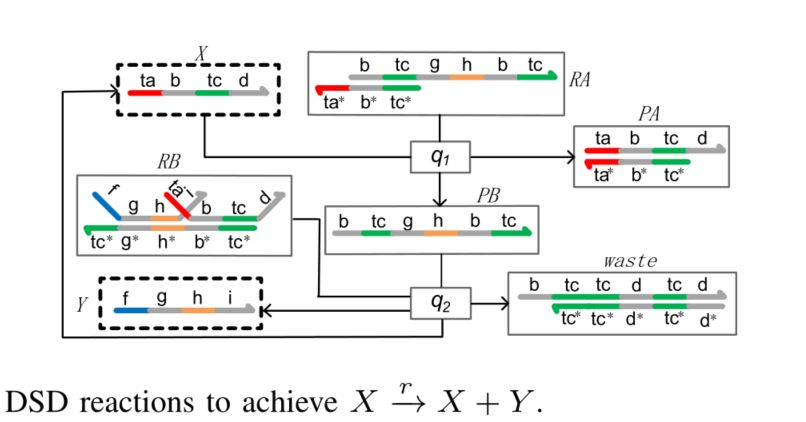 X
ta b tc d
b tc g h b tc
RA
ta* b* tc*
PA
ta b tc d
ta* b* tc*
q1
RB
f ta i d
g h b tc
tc* g* h* b* tc*
PB
b tc g h b tc
waste
b tc tc d tc d
tc* tc* d* tc* d*
Y
f g h i
q2
DSD reactions to achieve X r→ X + Y.